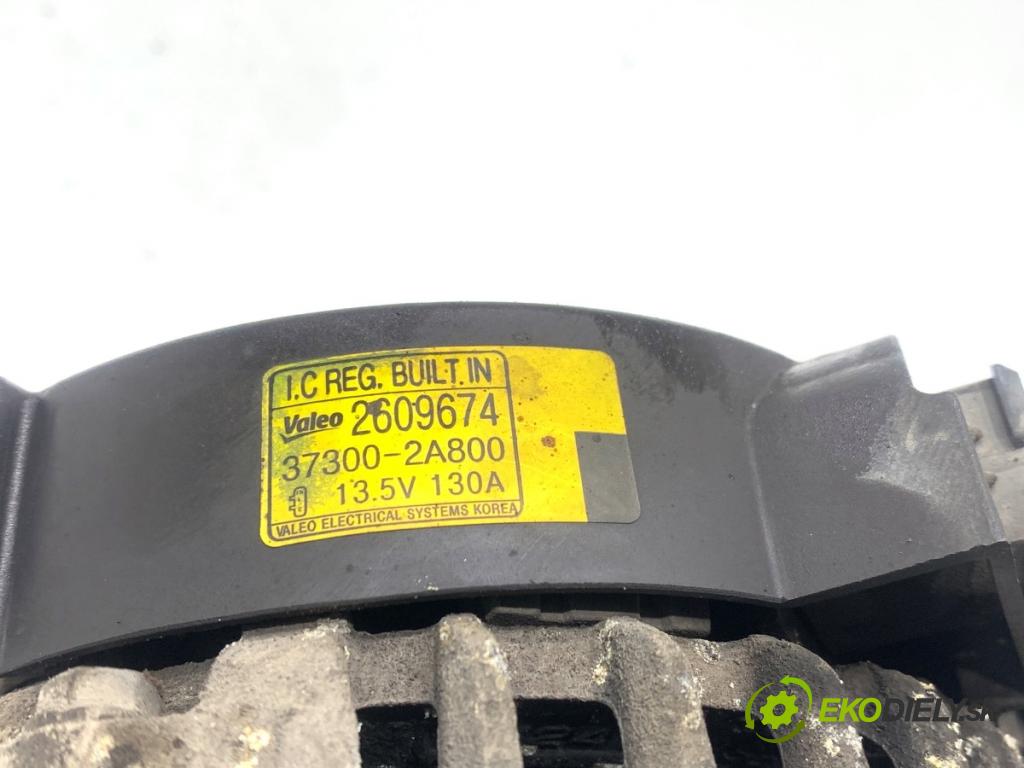 I.C REG. BUILT.IN
Valeo 2609674
37300-2A800
13.5V 130A
VALEO ELECTRICAL SYSTEMS KOREA
EKODIELY.SK